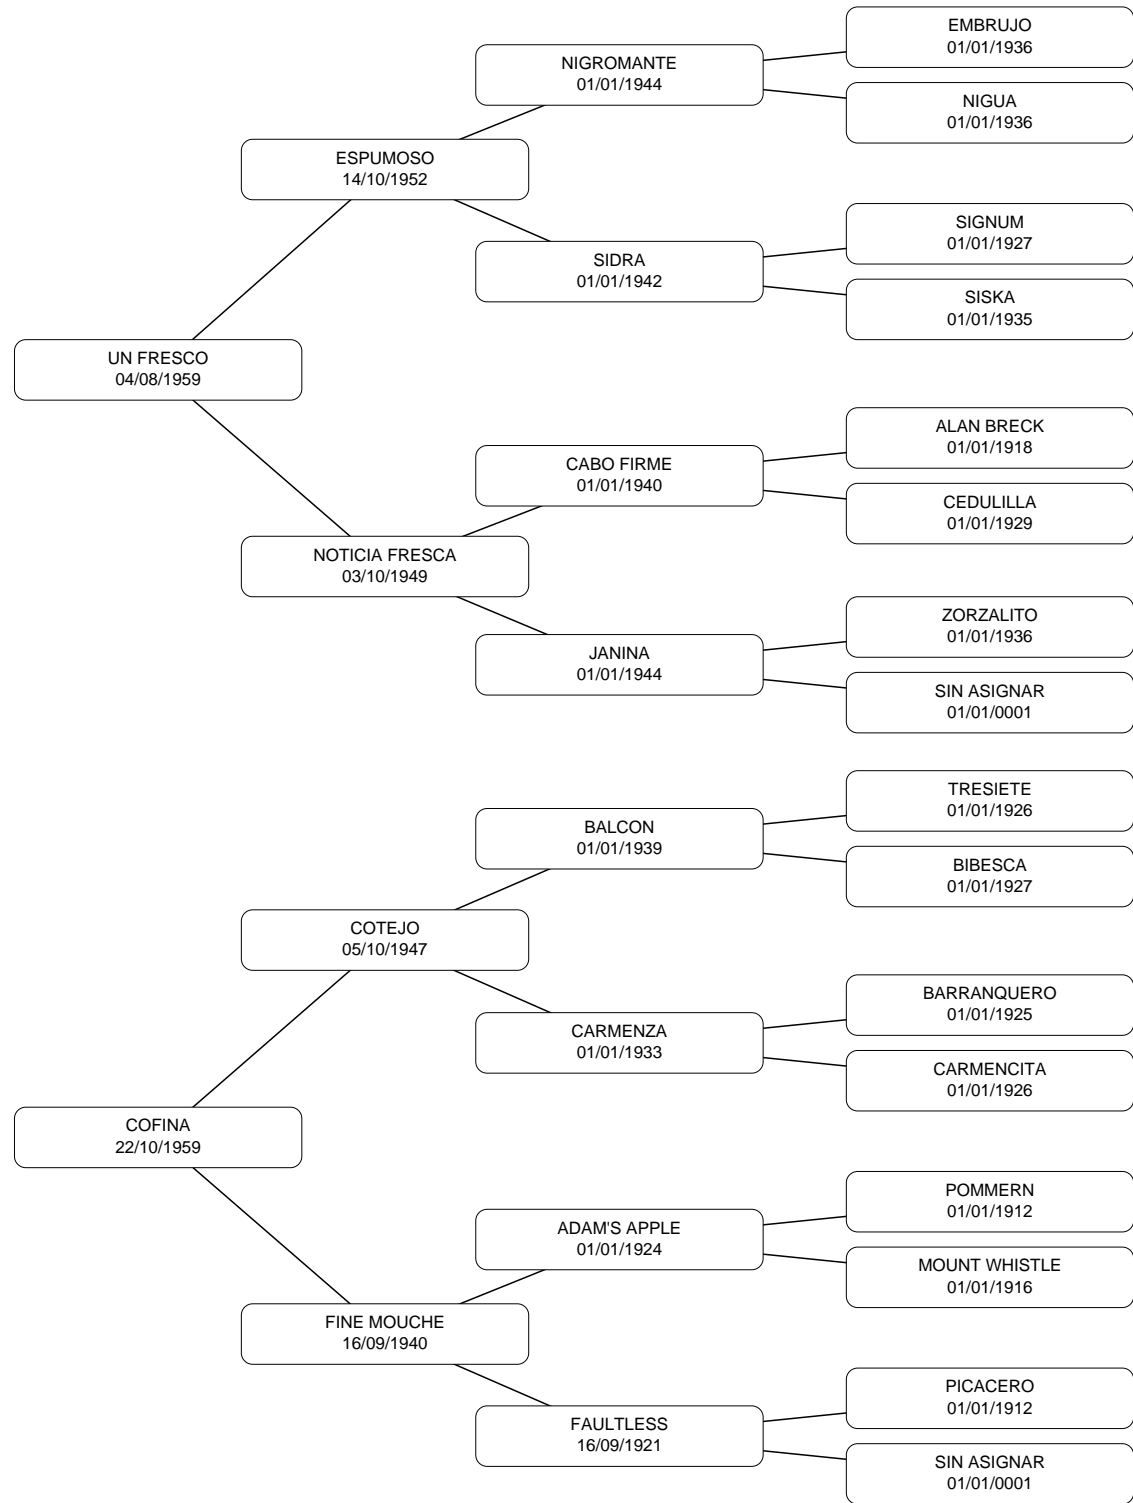 EMBRUJO
01/01/1936
NIGROMANTE
01/01/1944
NIGUA
01/01/1936
ESPUMOSO
14/10/1952
SIGNUM
01/01/1927
SIDRA
01/01/1942
SISKA
01/01/1935
UN FRESCO
04/08/1959
ALAN BRECK
01/01/1918
CABO FIRME
01/01/1940
CEDULILLA
01/01/1929
NOTICIA FRESCA
03/10/1949
ZORZALITO
01/01/1936
JANINA
01/01/1944
SIN ASIGNAR
01/01/0001
TRESIETE
01/01/1926
BALCON
01/01/1939
BIBESCA
01/01/1927
COTEJO
05/10/1947
BARRANQUERO
01/01/1925
CARMENZA
01/01/1933
CARMENCITA
01/01/1926
COFINA
22/10/1959
POMMERN
01/01/1912
ADAM'S APPLE
01/01/1924
MOUNT WHISTLE
01/01/1916
FINE MOUCHE
16/09/1940
PICACERO
01/01/1912
FAULTLESS
16/09/1921
SIN ASIGNAR
01/01/0001